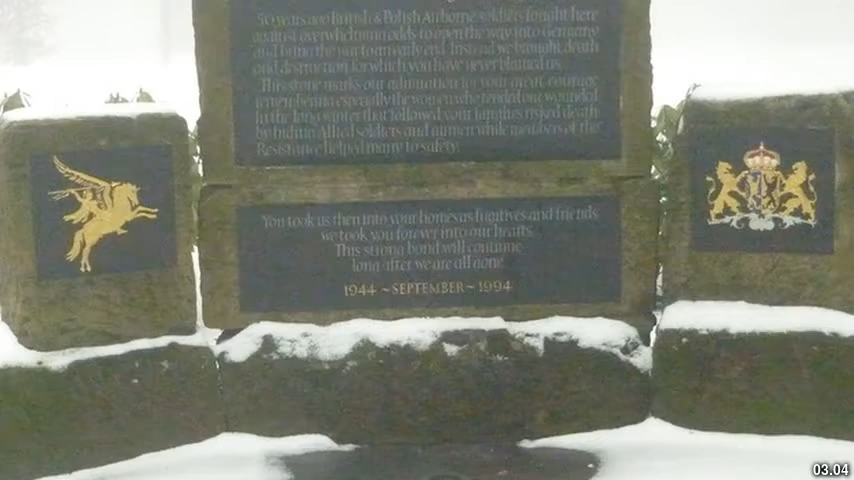 50 years ago British & Polish Airborne soldiers fought here
against overwhelming odds to open the way into Germany
and bring the war to an early end. Instead we brought death
and destruction for which you have never blamed us.
This stone marks our admiration for your great courage
remembering especially the women who tended our wounded
In the long winter that followed your families risked death
by hiding Allied soldiers and airmen while members of the
Resistance helped many to safety.
You took us then into your homes as fugitives and friends
we took you forever into our hearts.
This strong bond will continue
long after we are all gone
1944 ~ SEPTEMBER ~ 1994
03.04